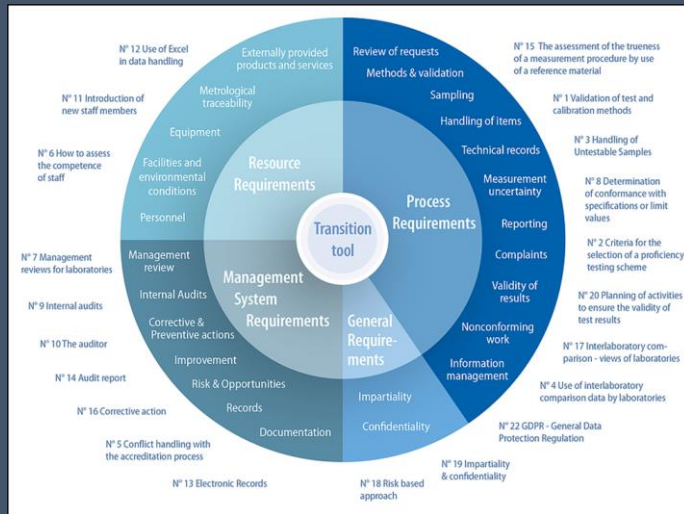 N° 12 Use of Excel
in data handling
N° 11 Introduction of
new staff members
N° 6 How to assess
the competence
of staff
N° 7 Management
reviews for laboratories
N° 9 Internal audits
N° 10 The auditor
N° 14 Audit report
N° 16 Corrective action
N° 5 Conflict handling with
the accreditation process
N° 13 Electronic Records
Externally provided
products and services
Metrological
traceability
Equipment
Facilities and
environmental
conditions
Personnel
Resource
Requirements
Management
review
Internal Audits
Corrective &
Preventive actions
Improvement
Risk & Opportunities
Records
Documentation
Management
System
Requirements
Transition
tool
General
Require-
ments
Impartiality
Confidentiality
Process
Requirements
Review of requests
Methods & validation
Sampling
Handling of items
Technical records
Measurement
uncertainty
Reporting
Complaints
Validity of
results
Nonconforming
work
Information
management
N° 15 The assessment of the trueness
of a measurement procedure by use
of a reference material
N° 1 Validation of test and
calibration methods
N° 3 Handling of
Untestable Samples
N° 8 Determination
of conformance with
specifications or limit
values
N° 2 Criteria for the
selection of a proficiency
testing scheme
N° 20 Planning of activities
to ensure the validity of
test results
N° 17 Interlaboratory com-
parison - views of laboratories
N° 4 Use of interlaboratory
comparison data by laboratories
N° 22 GDPR - General Data
Protection Regulation
N° 19 Impartiality
& confidentiality
N° 18 Risk based
approach